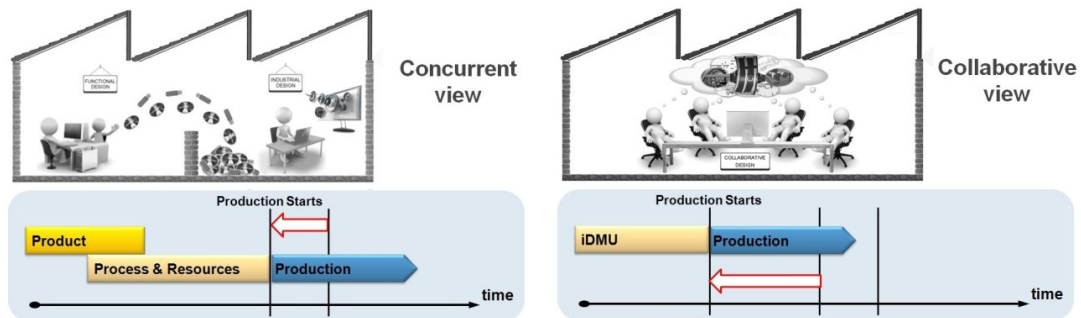 FUNCTIONAL
DESIGN
INDUSTRIAL
DESIGN
Concurrent
view
Production Starts
Product
Process & Resources
Production
time
COLLABORATIVE
DESIGN
Collaborative
view
Production Starts
iDMU
Production
time